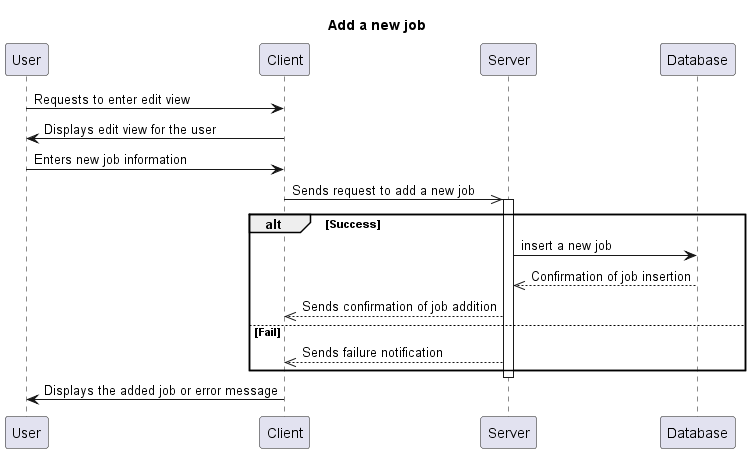 Add a new job
User Client Server Database
Requests to enter edit view
Displays edit view for the user
Enters new job information
Sends request to add a new job
alt [Success]
insert a new job
Confirmation of job insertion
Sends confirmation of job addition
[Fail]
Sends failure notification
Displays the added job or error message
User Client Server Database